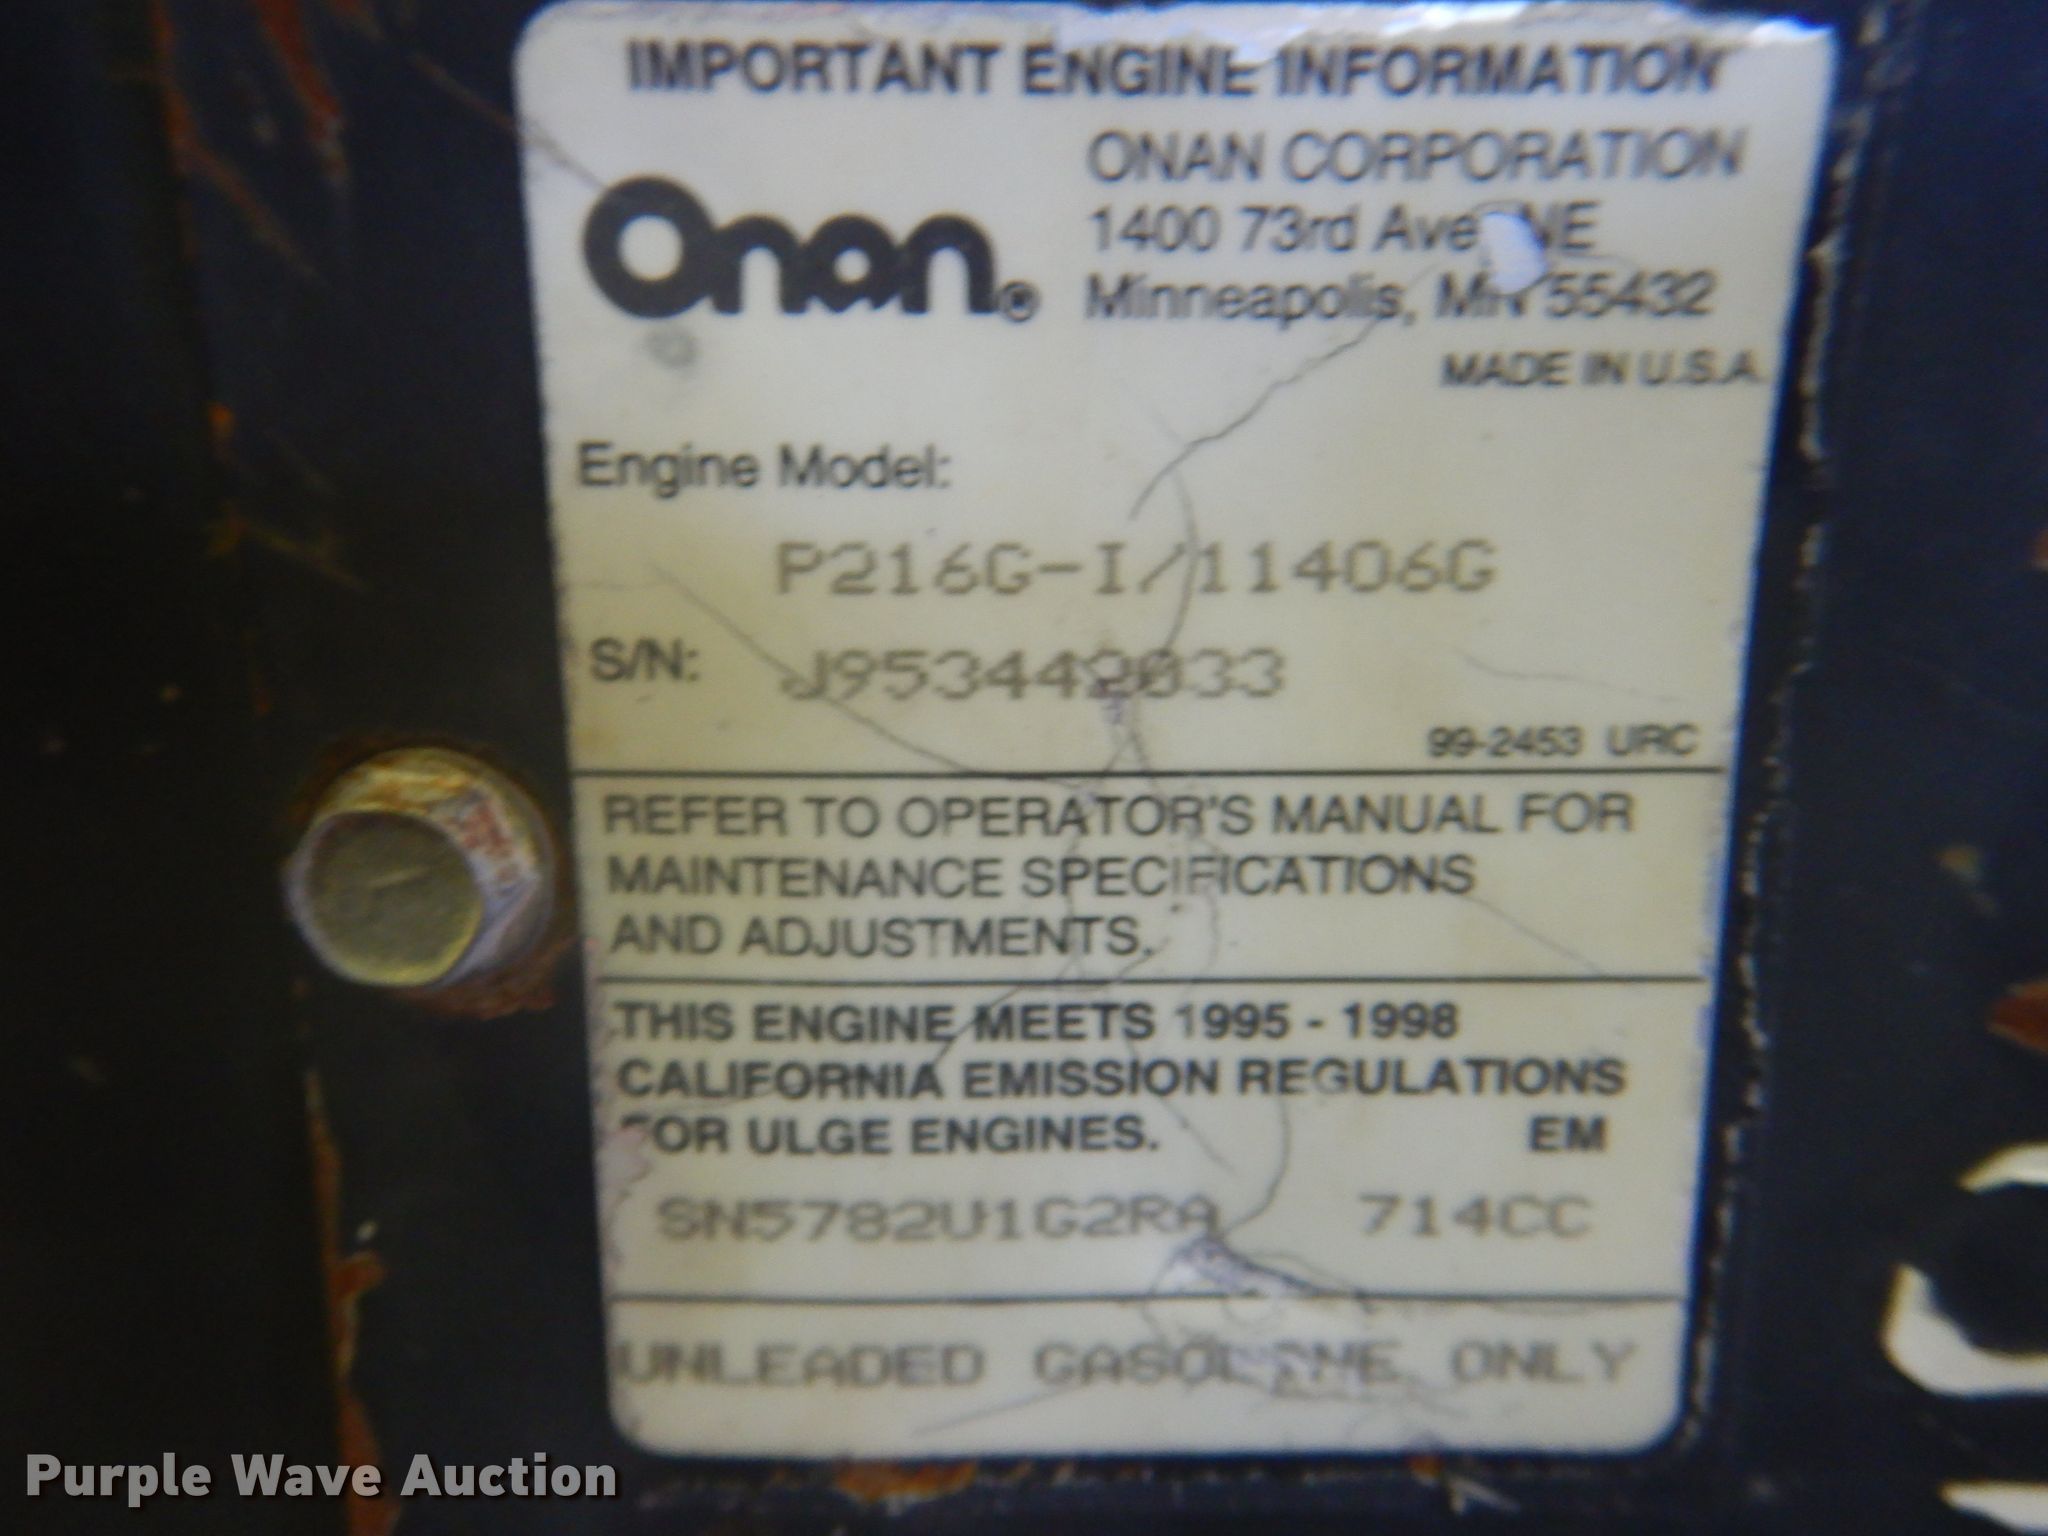 IMPORTANT ENGINE INFORMATION
Onan®
ONAN CORPORATION
1400 73rd Ave NE
Minneapolis, MN 55432
MADE IN U.S.A.
Engine Model:
P216G-I/11406G
S/N: J953442033
99-2453 URC
REFER TO OPERATOR'S MANUAL FOR
MAINTENANCE SPECIFICATIONS
AND ADJUSTMENTS.
THIS ENGINE MEETS 1995 - 1998
CALIFORNIA EMISSION REGULATIONS
FOR ULGE ENGINES. EM
SN5782U1G2RA 714CC
UNLEADED GASOLINE ONLY
Purple Wave Auction